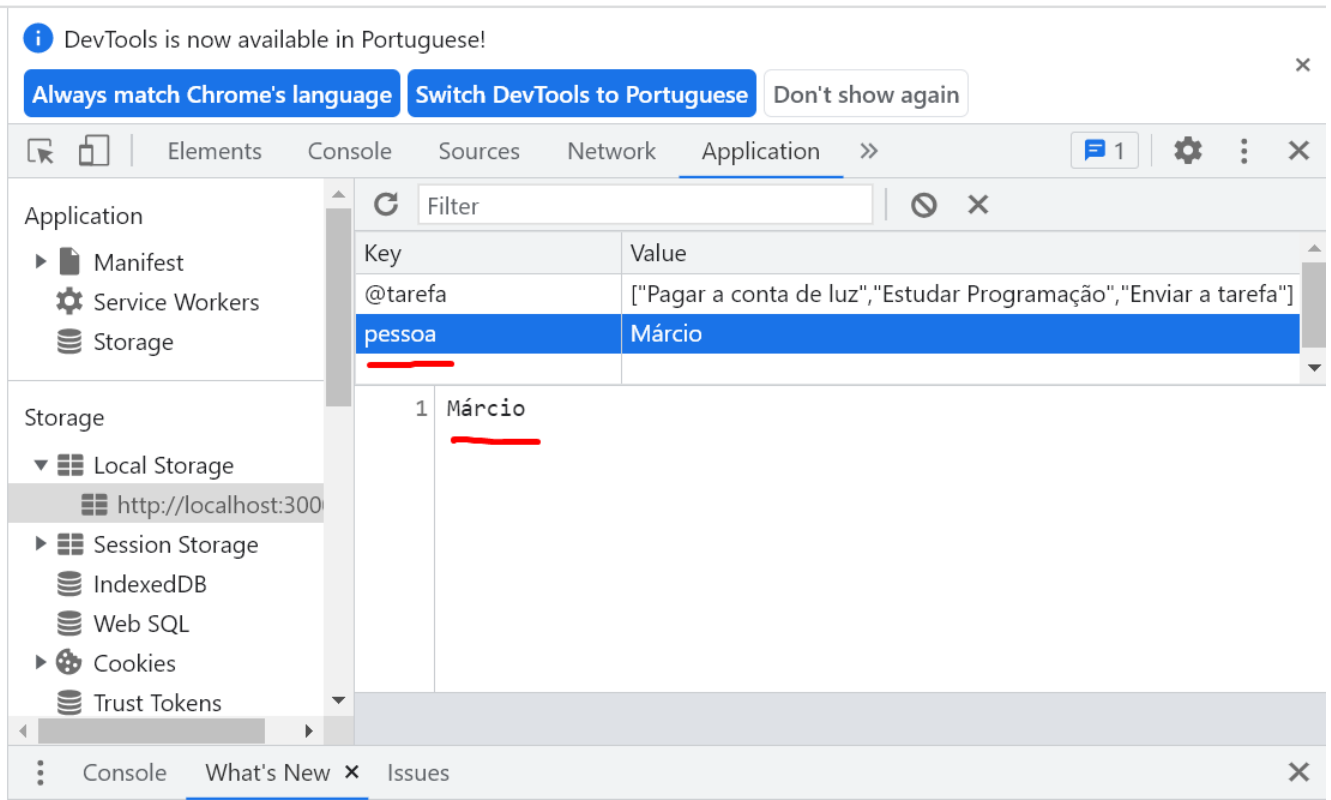 DevTools is now available in Portuguese!
Always match Chrome's language Switch DevTools to Portuguese Don't show again
Elements Console Sources Network Application 1
Application
Manifest
Service Workers
Storage
Storage
Local Storage
http://localhost:300
Session Storage
IndexedDB
Web SQL
Cookies
Trust Tokens
Filter
Key Value
@tarefa ["Pagar a conta de luz","Estudar Programação","Enviar a tarefa"]
pessoa Márcio
1 Márcio
Console What's New Issues